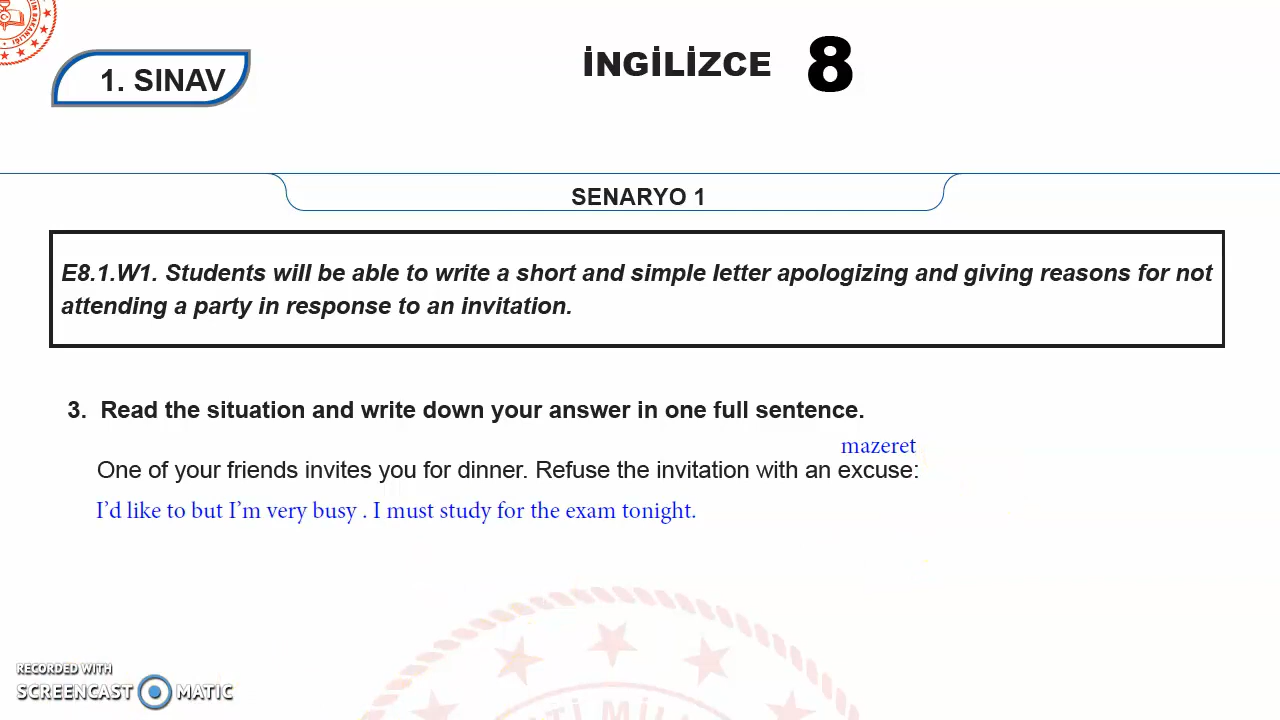 1. SINAV
İNGİLİZCE 8
SENARYO 1
E8.1.W1. Students will be able to write a short and simple letter apologizing and giving reasons for not
attending a party in response to an invitation.
3. Read the situation and write down your answer in one full sentence.
mazeret
One of your friends invites you for dinner. Refuse the invitation with an excuse:
I'd like to but I'm very busy . I must study for the exam tonight.
RECORDED WITH
SCREENCAST MATIC